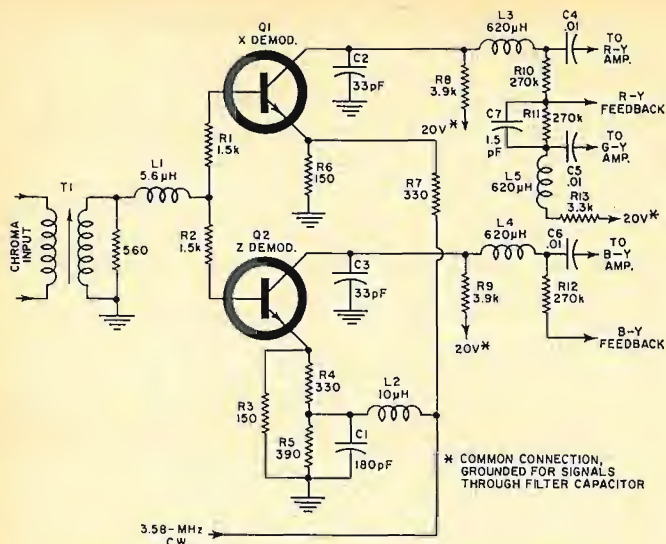 Q1
X DEMOD.
L3
620µH
C4
.01
TO
R-Y
AMP.
C2
33pF
R8
3.9k
20V*
R10
270k
R-Y
FEEDBACK
C7
1.5
pF
R11
270k
TO
G-Y
AMP.
C5
.01
L5
620µH
R13
3.3k
20V*
R1
1.5k
R6
150
R7
330
L1
5.6µH
T1
CHROMA
INPUT
560
R2
1.5k
Q2
Z DEMOD.
L4
620µH
C6
.01
TO
B-Y
AMP.
C3
33pF
R9
3.9k
20V*
R12
270k
B-Y
FEEDBACK
R3
150
R4
330
L2
10µH
R5
390
C1
180pF
* COMMON CONNECTION,
GROUNDED FOR SIGNALS
THROUGH FILTER CAPACITOR
3.58-MHz
CW